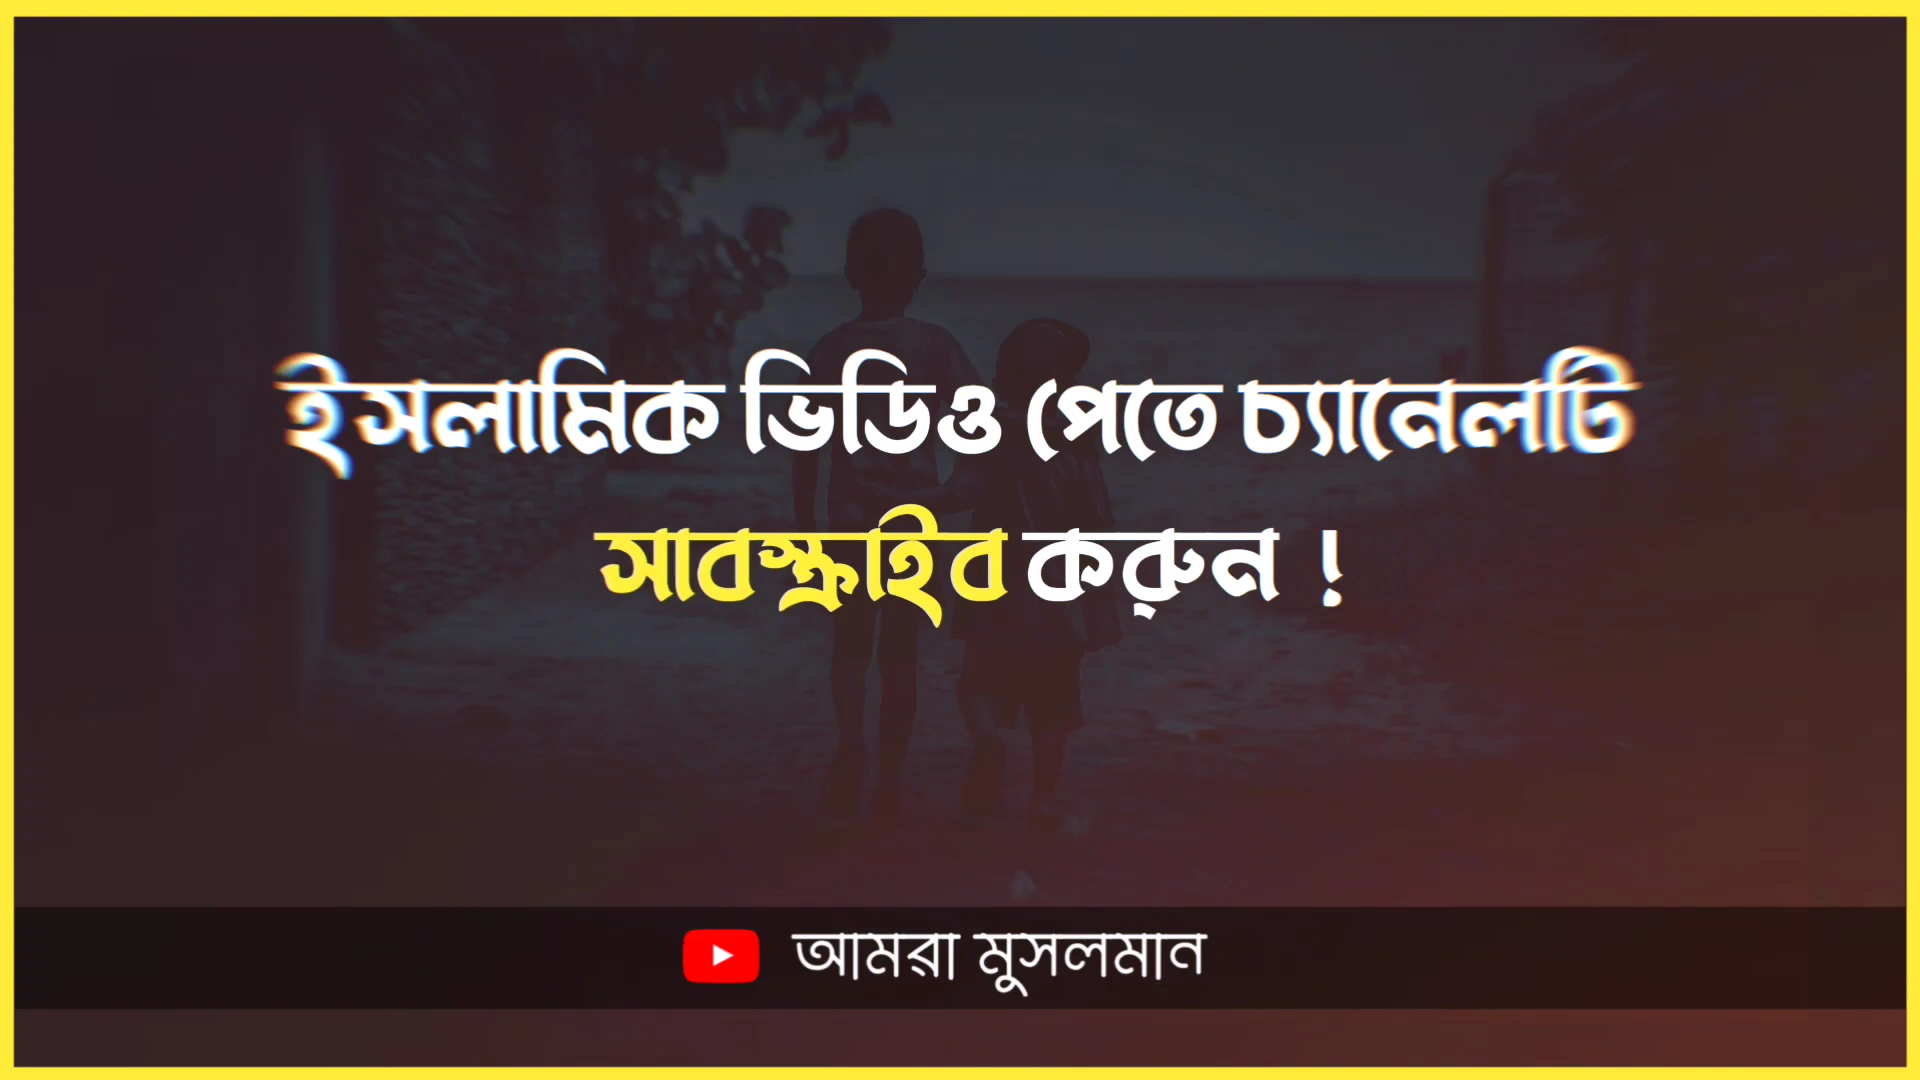 ইসলামিক ভিডিও পেতে চ্যানেলটি
সাবস্ক্রাইব করুন !
আমরা মুসলমান